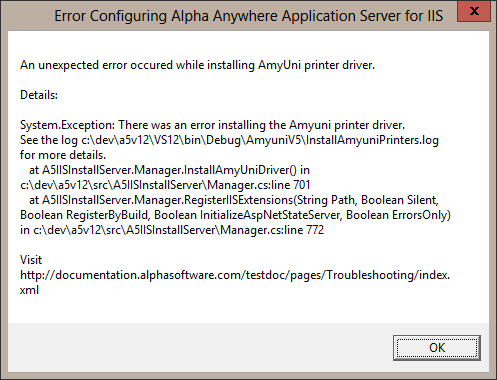 Error Configuring Alpha Anywhere Application Server for IIS
x
An unexpected error occured while installing AmyUni printer driver.
Details:
System.Exception: There was an error installing the Amyuni printer driver.
See the log c:\dev\a5v12\VS12\bin\Debug\AmyuniV5\InstallAmyuniPrinters.log
for more details.
at A5IISInstallServer.Manager.InstallAmyUniDriver() in
c:\dev\a5v12\src\A5IISInstallServer\Manager.cs:line 701
at A5IISInstallServer.Manager.RegisterIISExtensions(String Path, Boolean Silent,
Boolean RegisterByBuild, Boolean InitializeAspNetStateServer, Boolean ErrorsOnly)
in c:\dev\a5v12\src\A5IISInstallServer\Manager.cs:line 772
Visit
http://documentation.alphasoftware.com/testdoc/pages/Troubleshooting/index.
xml
OK